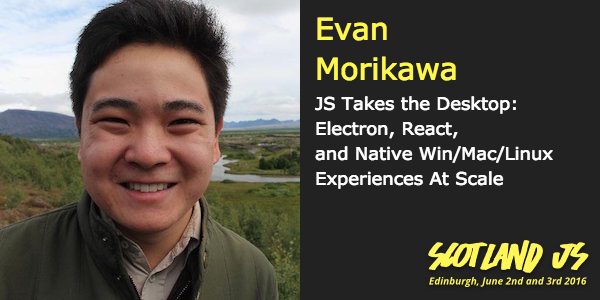 Evan
Morikawa
JS Takes the Desktop:
Electron, React,
and Native Win/Mac/Linux
Experiences At Scale
SCOTLAND JS
Edinburgh, June 2nd and 3rd 2016